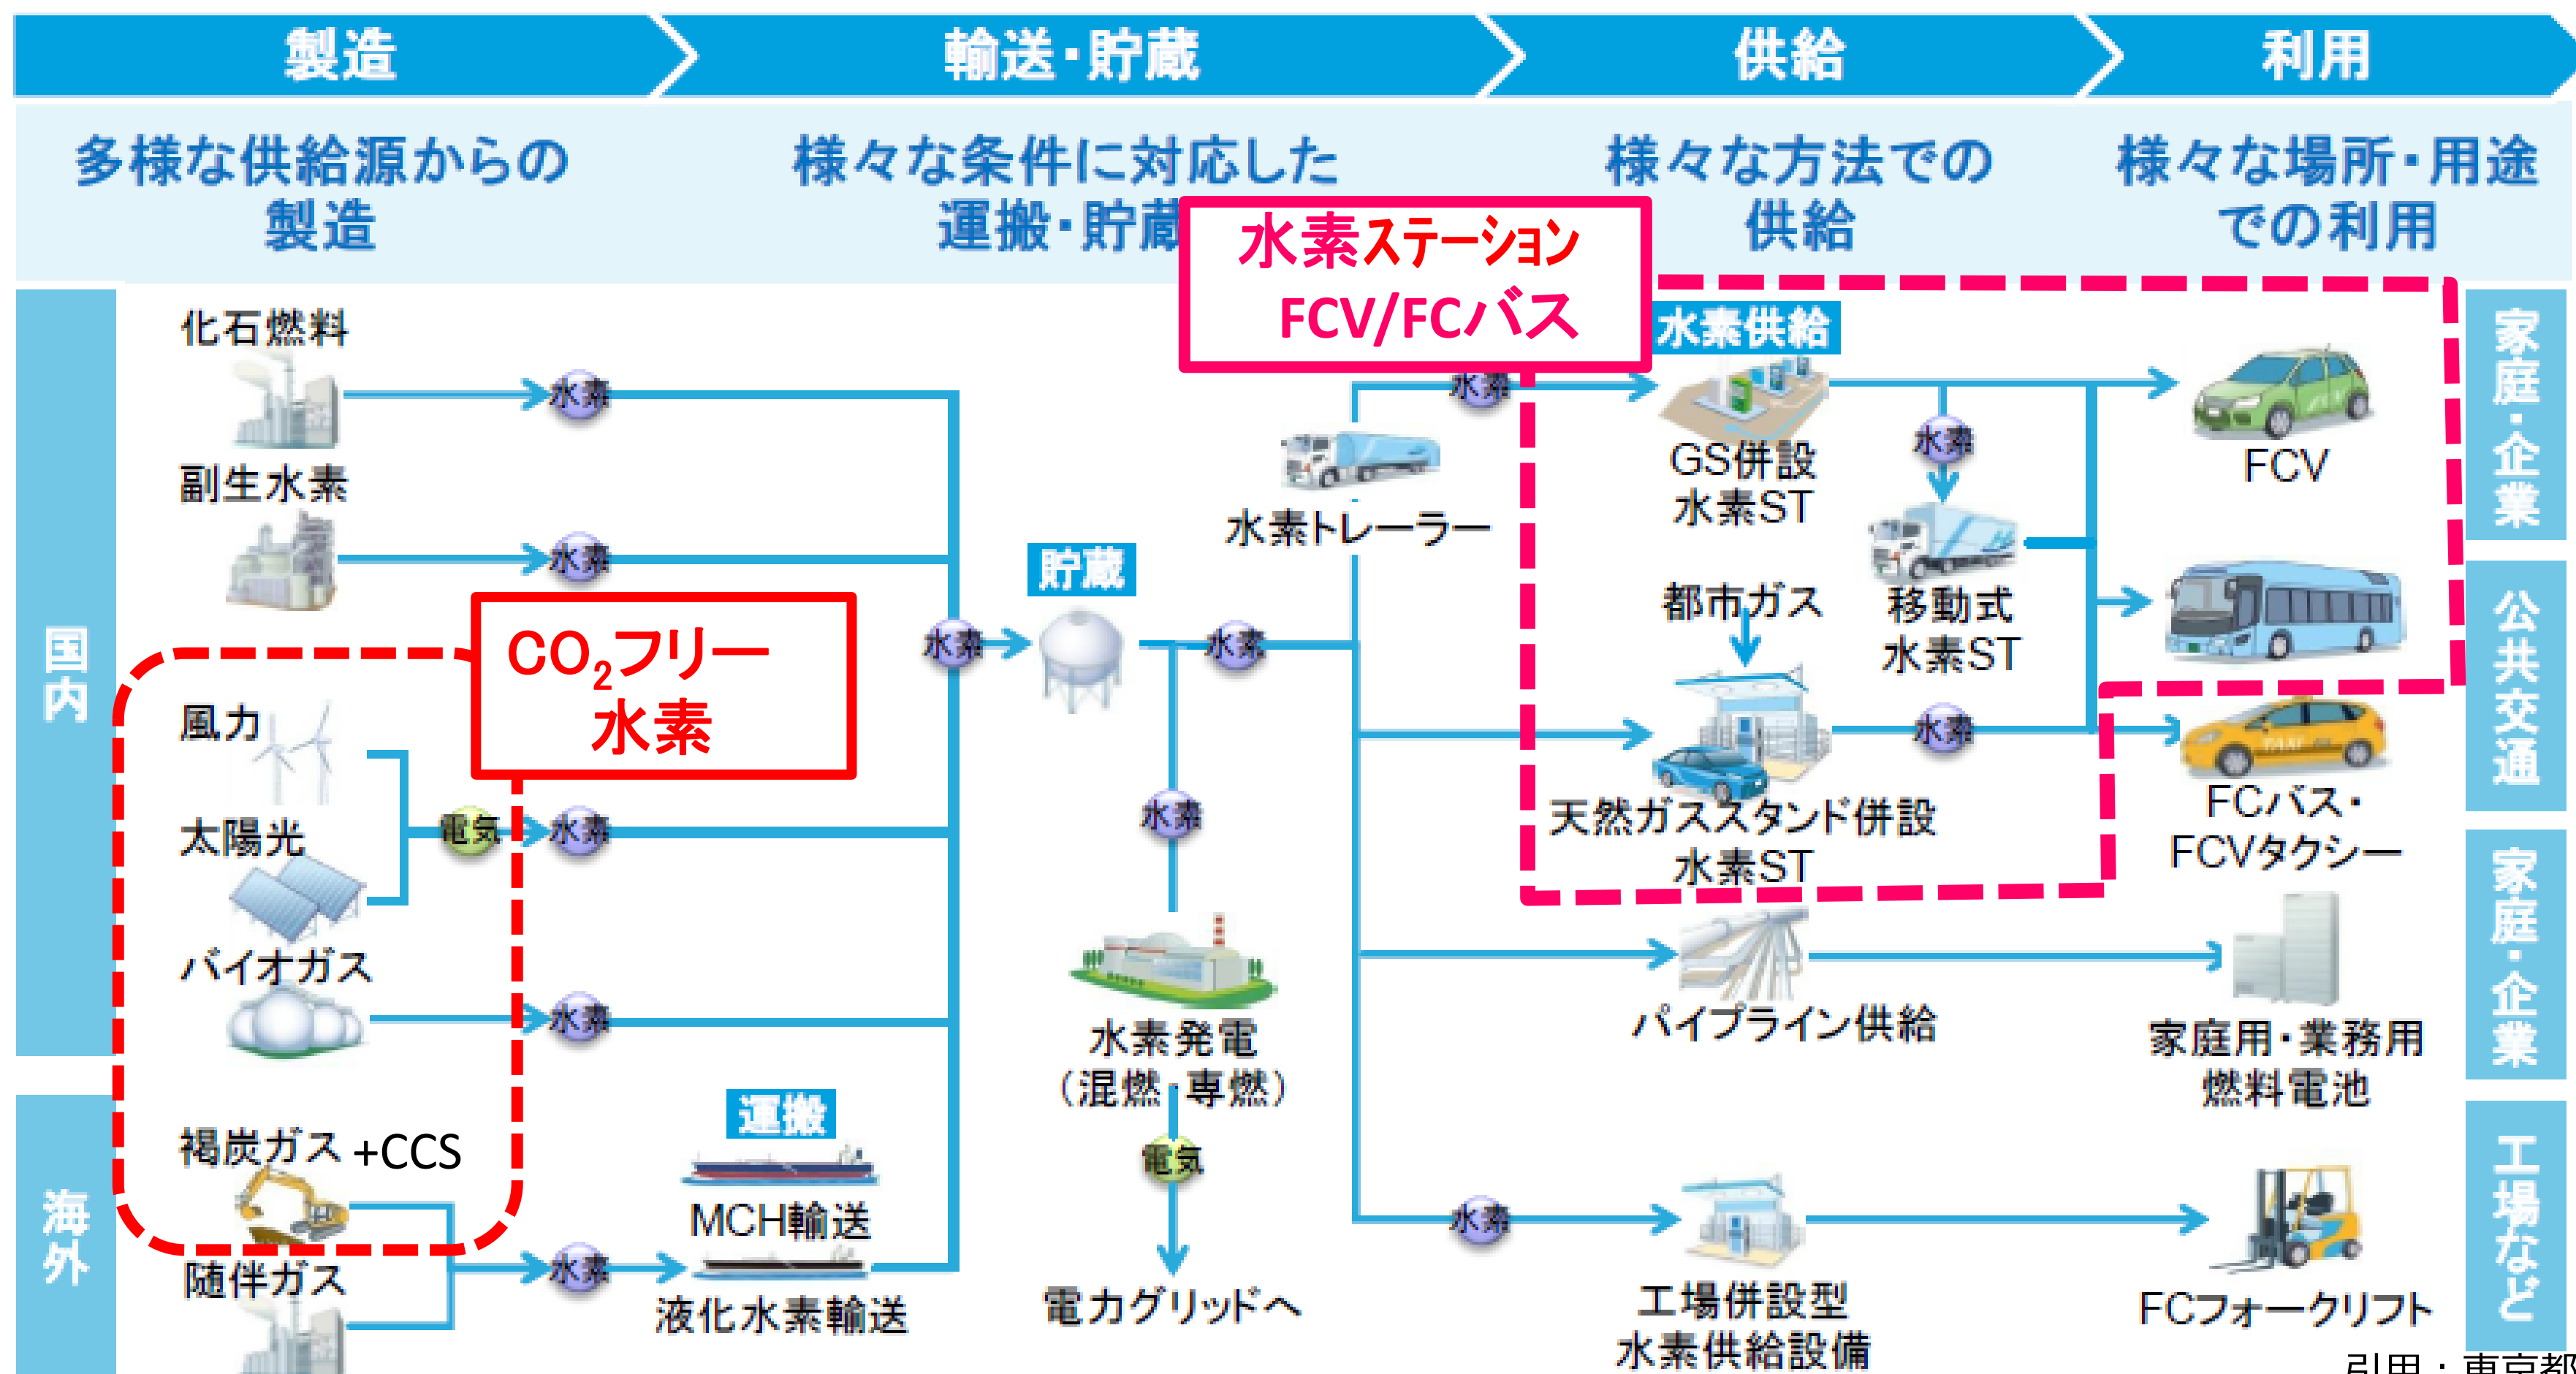 製造
輸送・貯蔵
供給
利用
多様な供給源からの
製造
様々な条件に対応した
運搬・貯蔵
様々な方法での
供給
様々な場所・用途
での利用
水素ステーション
FCV/FCバス
国内
化石燃料
水素
副生水素
水素
CO₂フリー
水素
風力
太陽光
電気
水素
バイオガス
水素
海外
褐炭ガス +CCS
随伴ガス
水素
運搬
MCH輸送
液化水素輸送
水素
貯蔵
水素
水素
水素発電
(混燃・専燃)
電気
電力グリッドへ
水素トレーラー
水素
水素供給
GS併設
水素ST
水素
移動式
水素ST
都市ガス
天然ガススタンド併設
水素ST
水素
パイプライン供給
水素
工場併設型
水素供給設備
FCV
TAXI
FCバス・
FCVタクシー
家庭用・業務用
燃料電池
FCフォークリフト
家庭・企業
公共交通
家庭・企業
工場など
引用：東京都